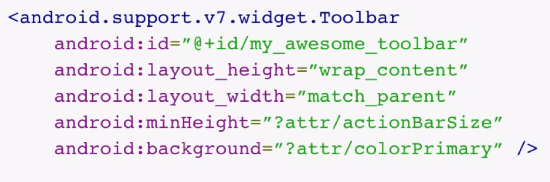 <android.support.v7.widget.Toolbar
android:id=”@+id/my_awesome_toolbar”
android:layout_height=”wrap_content”
android:layout_width=”match_parent”
android:minHeight=”?attr/actionBarSize”
android:background=”?attr/colorPrimary” />